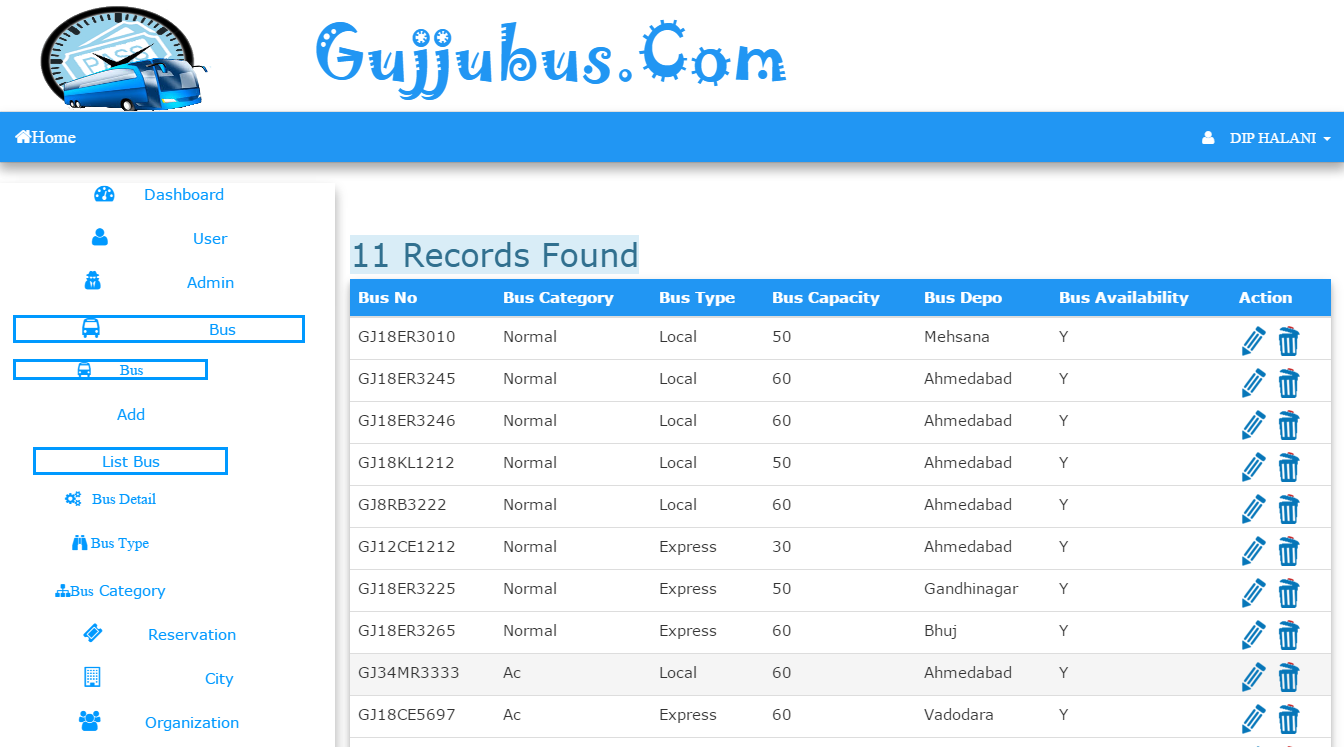 PASS
Gujjubus.Com
Home
DIP HALANI
Dashboard
User
Admin
Bus
Bus
Add
List Bus
Bus Detail
Bus Type
Bus Category
Reservation
City
Organization
11 Records Found
Bus No Bus Category Bus Type Bus Capacity Bus Depo Bus Availability Action
GJ18ER3010 Normal Local 50 Mehsana Y
GJ18ER3245 Normal Local 60 Ahmedabad Y
GJ18ER3246 Normal Local 60 Ahmedabad Y
GJ18KL1212 Normal Local 50 Ahmedabad Y
GJ8RB3222 Normal Local 60 Ahmedabad Y
GJ12CE1212 Normal Express 30 Ahmedabad Y
GJ18ER3225 Normal Express 50 Gandhinagar Y
GJ18ER3265 Normal Express 60 Bhuj Y
GJ34MR3333 Ac Local 60 Ahmedabad Y
GJ18CE5697 Ac Express 60 Vadodara Y